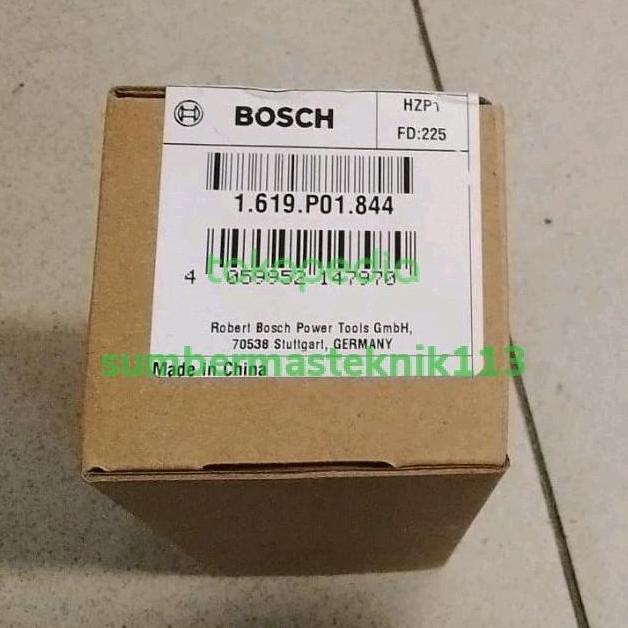 BOSCH
HZP1
FD:225
1.619.P01.844
tokopedia
4 059952 147970
Robert Bosch Power Tools GmbH,
70538 Stuttgart, GERMANY
sumbermasteknik113
Made in China